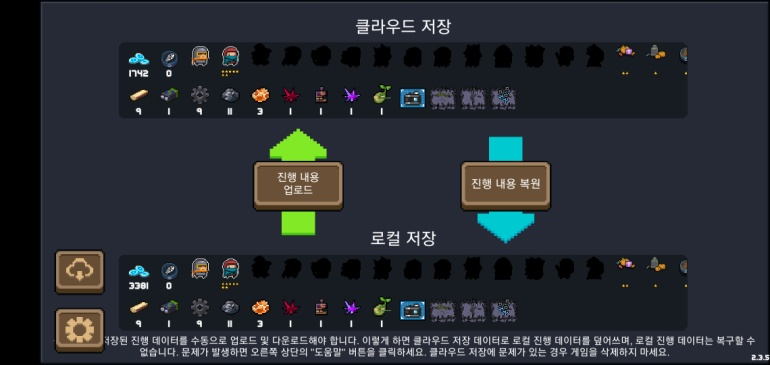 클라우드 저장
1742 0
9 1 9 11 3 1 1 1 1
진행 내용
업로드
진행 내용 복원
로컬 저장
3381 0
9 1 9 11 3 1 1 1 1
저장된 진행 데이터를 수동으로 업로드 및 다운로드해야 합니다. 이렇게 하면 클라우드 저장 데이터로 로컬 진행 데이터를 덮어쓰며, 로컬 진행 데이터는 복구할 수
없습니다. 문제가 발생하면 오른쪽 상단의 "도움말" 버튼을 클릭하세요. 클라우드 저장에 문제가 있는 경우 게임을 삭제하지 마세요.
2.3.5